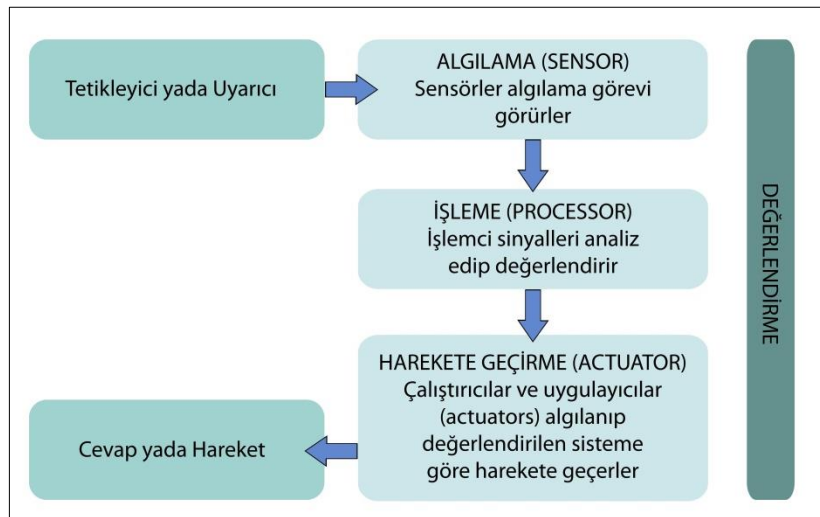 Tetikleyici yada Uyarıcı
ALGILAMA (SENSOR)
Sensörler algılama görevi
görürler
İŞLEME (PROCESSOR)
İşlemci sinyalleri analiz
edip değerlendirir
HAREKETE GEÇİRME (ACTUATOR)
Çalıştırıcılar ve uygulayıcılar
(actuators) algılanıp
değerlendirilen sisteme
göre harekete geçerler
Cevap yada Hareket
DEĞERLENDİRME